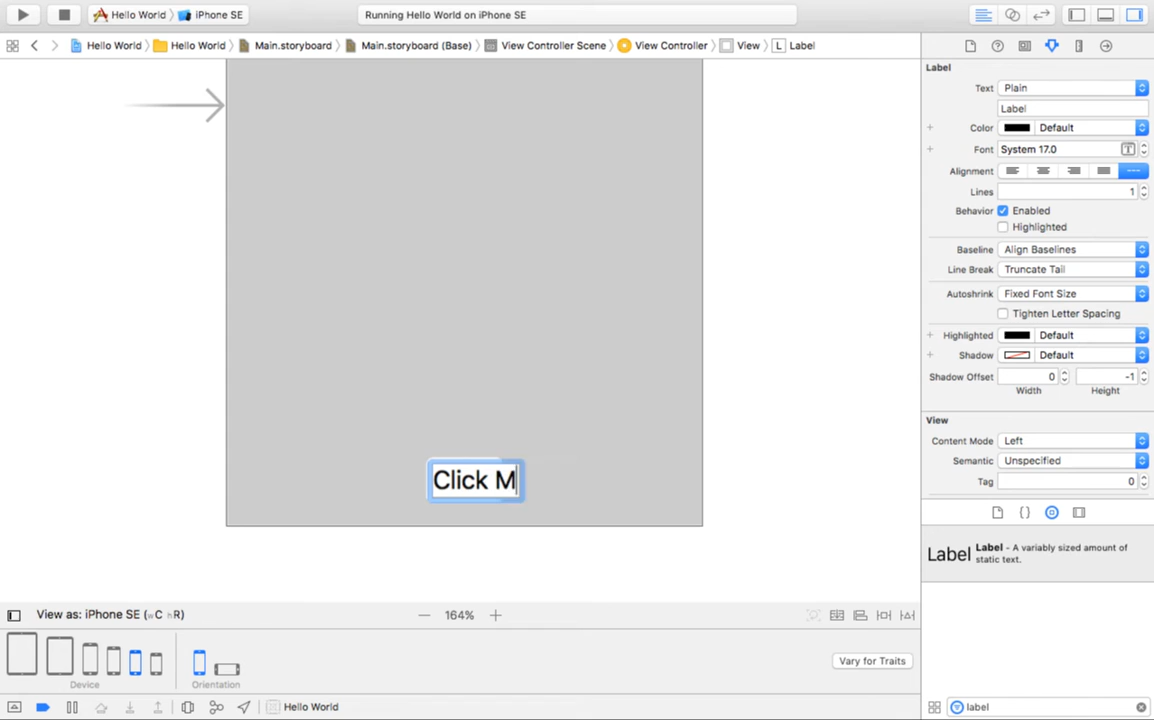 Hello World iPhone SE Running Hello World on iPhone SE
Hello World Hello World Main.storyboard Main.storyboard (Base) View Controller Scene View Controller View L Label
Label
Text Plain
Label
Color Default
Font System 17.0 T
Alignment
Lines 1
Behavior Enabled
Highlighted
Baseline Align Baselines
Line Break Truncate Tail
Autoshrink Fixed Font Size
Tighten Letter Spacing
Highlighted Default
Shadow Default
Shadow Offset 0 -1
Width Height
View
Content Mode Left
Semantic Unspecified
Tag 0
Click M
Label Label - A variably sized amount of
static text.
View as: iPhone SE (wC hR) 164%
Vary for Traits
Device Orientation
Hello World
label